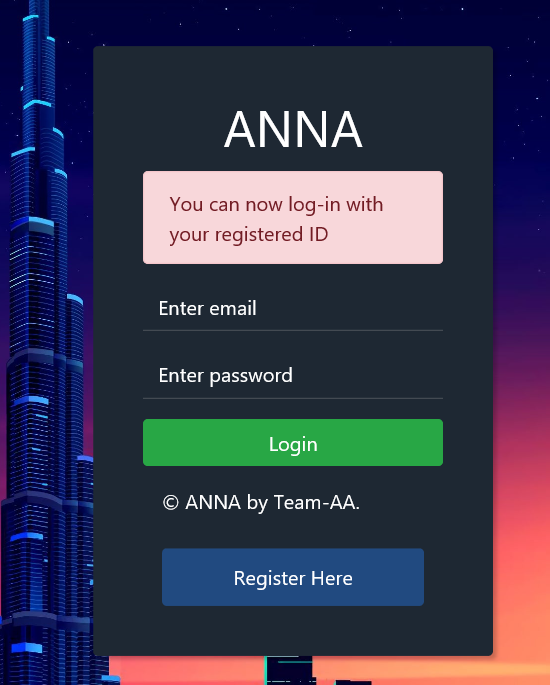 ANNA
You can now log-in with
your registered ID
Enter email
Enter password
Login
© ANNA by Team-AA.
Register Here